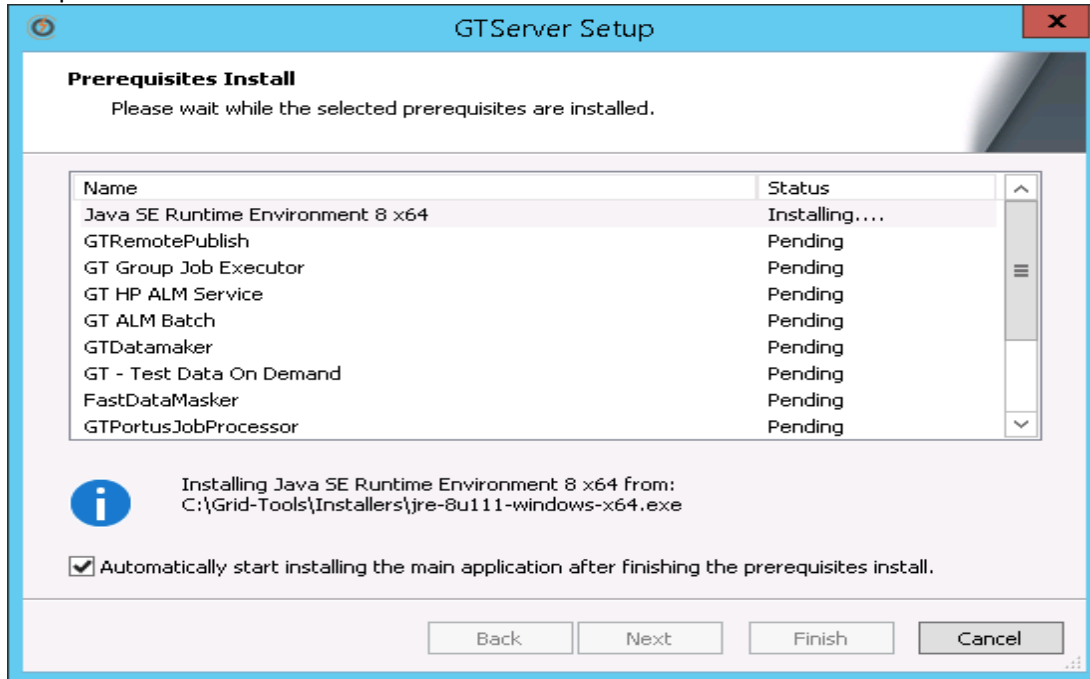 GTServer Setup
Prerequisites Install
Please wait while the selected prerequisites are installed.
Name Status
Java SE Runtime Environment 8 x64 Installing....
GTRemotePublish Pending
GT Group Job Executor Pending
GT HP ALM Service Pending
GT ALM Batch Pending
GTDatamaker Pending
GT - Test Data On Demand Pending
FastDataMasker Pending
GTPortusJobProcessor Pending
Installing Java SE Runtime Environment 8 x64 from:
C:\Grid-Tools\Installers\jre-8u111-windows-x64.exe
Automatically start installing the main application after finishing the prerequisites install.
Back Next Finish Cancel